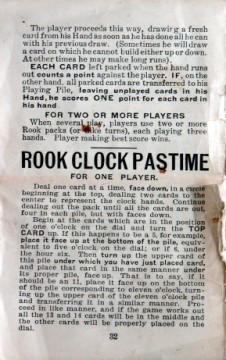 The player proceeds this way, drawing a fresh
card from his Hand as soon as he has done all he can
with his previous draw. (Sometimes he will draw
a card on which he cannot build either up or down.
At other times he may make long runs).
EACH CARD left parked when the hand runs
out counts a point against the player. IF, on the
other hand, all parked cards are transferred to his
Playing Pile, leaving unplayed cards in his
Hand, he scores ONE point for each card in
his hand.
FOR TWO OR MORE PLAYERS
When several play, players use two or more
Rook packs (or take turns), each playing three
hands. Player making best score wins.
ROOK CLOCK PASTIME
FOR ONE PLAYER.
Deal one card at a time, face down, in a circle
beginning at the top, dealing two cards to the
center to represent the clock hands. Continue
dealing out the pack until all the cards are out,
four in each pile, but with faces down.
Begin at the cards which are in the position
of one o'clock on the dial and turn the TOP
CARD up. If this happens to be a 5, for example,
place it face up at the bottom of the pile, equiv-
alent to five o'clock on the dial; or if 6, under
the hour six. Then turn up the upper card of
this pile under which you have just placed card,
and place that card in the same manner under
its proper pile, face up. That is to say, if it
should be an 11, place it face up on the bottom
of the pile corresponding to eleven o'clock, turn-
ing up the upper card of the eleven o'clock pile
and transferring it in a similar manner. Pro-
ceed in like manner, and if the game works out
all the 13 and 14 cards will be in the middle and
the other cards will be properly placed on the
dial.
32